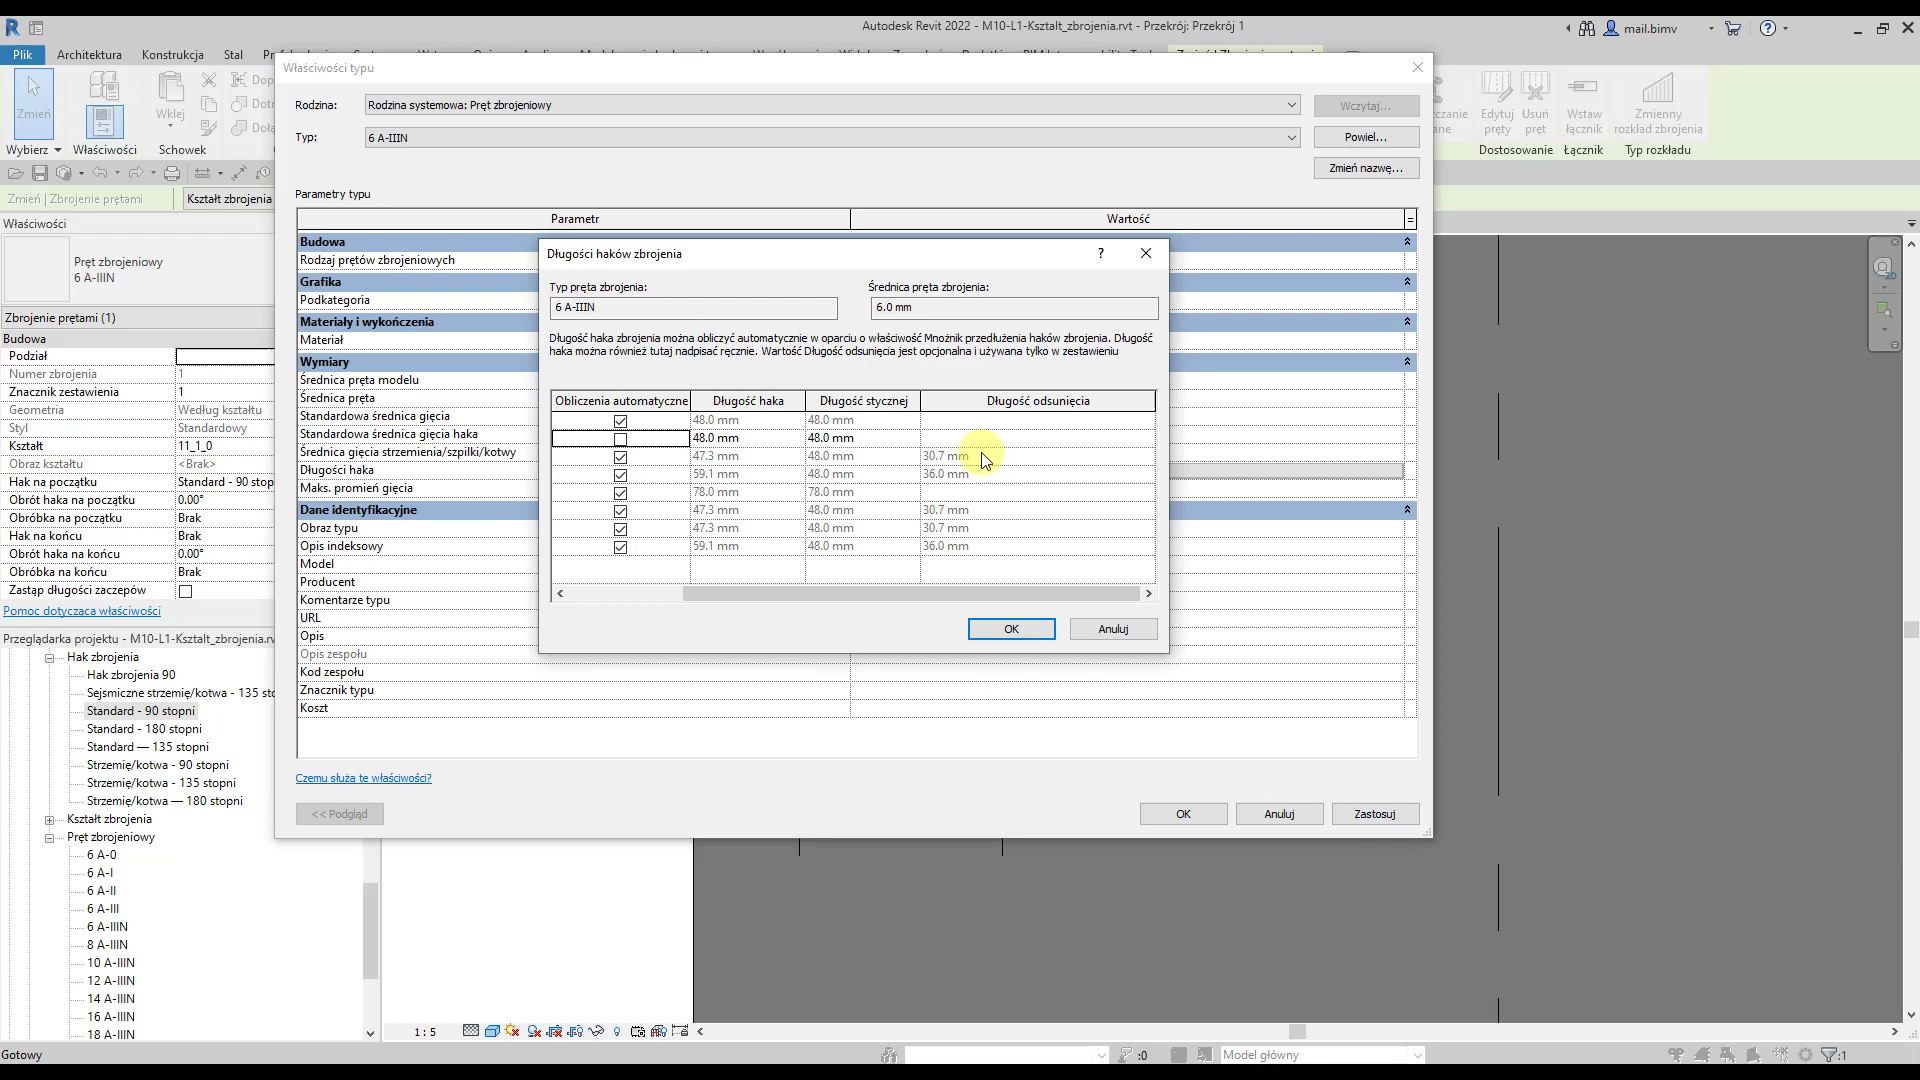 Autodesk Revit 2022 - M10-L1-Ksztalt_zbrojenia.rvt - Przekrój: Przekrój 1
mail.bimv
Plik
Architektura
Konstrukcja
Stal
Właściwości typu
Rodzina:
Rodzina systemowa: Pręt zbrojeniowy
Wczytaj...
Typ:
6 A-IIIN
Powiel...
Zmień nazwę...
Zmień
Wklej
Wybierz
Właściwości
Schowek
Edytuj pręty
Usuń pręt
Wstaw łącznik
Zmienny rozkład zbrojenia
Dostosowanie
Łącznik
Typ rozkładu
Zmień | Zbrojenie prętami
Kształt zbrojenia
Parametry typu
Parametr
Wartość
=
Budowa
Rodzaj prętów zbrojeniowych
Grafika
Podkategoria
Materiały i wykończenia
Materiał
Wymiary
Średnica pręta modelu
Średnica pręta
Standardowa średnica gięcia
Standardowa średnica gięcia haka
Średnica gięcia strzemienia/szpilki/kotwy
Długości haka
Maks. promień gięcia
Dane identyfikacyjne
Obraz typu
Opis indeksowy
Model
Producent
Komentarze typu
URL
Opis
Opis zespołu
Kod zespołu
Znacznik typu
Koszt
Czemu służą te właściwości?
<< Podgląd
OK
Anuluj
Zastosuj
Długości haków zbrojenia
?
Typ pręta zbrojenia:
Średnica pręta zbrojenia:
6 A-IIIN
6.0 mm
Długość haka zbrojenia można obliczyć automatycznie w oparciu o właściwość Mnożnik przedłużenia haków zbrojenia. Długość
haka można również tutaj nadpisać ręcznie. Wartość Długość odsunięcia jest opcjonalna i używana tylko w zestawieniu
Obliczenia automatyczne Długość haka Długość stycznej Długość odsunięcia
48.0 mm 48.0 mm
48.0 mm 48.0 mm
47.3 mm 48.0 mm 30.7 mm
59.1 mm 48.0 mm 36.0 mm
78.0 mm 78.0 mm
47.3 mm 48.0 mm 30.7 mm
47.3 mm 48.0 mm 30.7 mm
59.1 mm 48.0 mm 36.0 mm
OK
Anuluj
Właściwości
Pręt zbrojeniowy
6 A-IIIN
Zbrojenie prętami (1)
Budowa
Podział
Numer zbrojenia 1
Znacznik zestawienia 1
Geometria Według kształtu
Styl Standardowy
Kształt 11_1_0
Obraz kształtu <Brak>
Hak na początku Standard - 90 stop
Obrót haka na początku 0.00°
Obróbka na początku Brak
Hak na końcu Brak
Obrót haka na końcu 0.00°
Obróbka na końcu Brak
Zastąp długości zaczepów
Pomoc dotycząca właściwości
Przeglądarka projektu - M10-L1-Ksztalt_zbrojenia.rv
Hak zbrojenia
Hak zbrojenia 90
Sejsmiczne strzemię/kotwa - 135 sto
Standard - 90 stopni
Standard - 180 stopni
Standard — 135 stopni
Strzemię/kotwa - 90 stopni
Strzemię/kotwa - 135 stopni
Strzemię/kotwa — 180 stopni
Kształt zbrojenia
Pręt zbrojeniowy
6 A-0
6 A-I
6 A-II
6 A-III
6 A-IIIN
8 A-IIIN
10 A-IIIN
12 A-IIIN
14 A-IIIN
16 A-IIIN
18 A-IIIN
1 : 5
Gotowy
:0
Model główny
:1